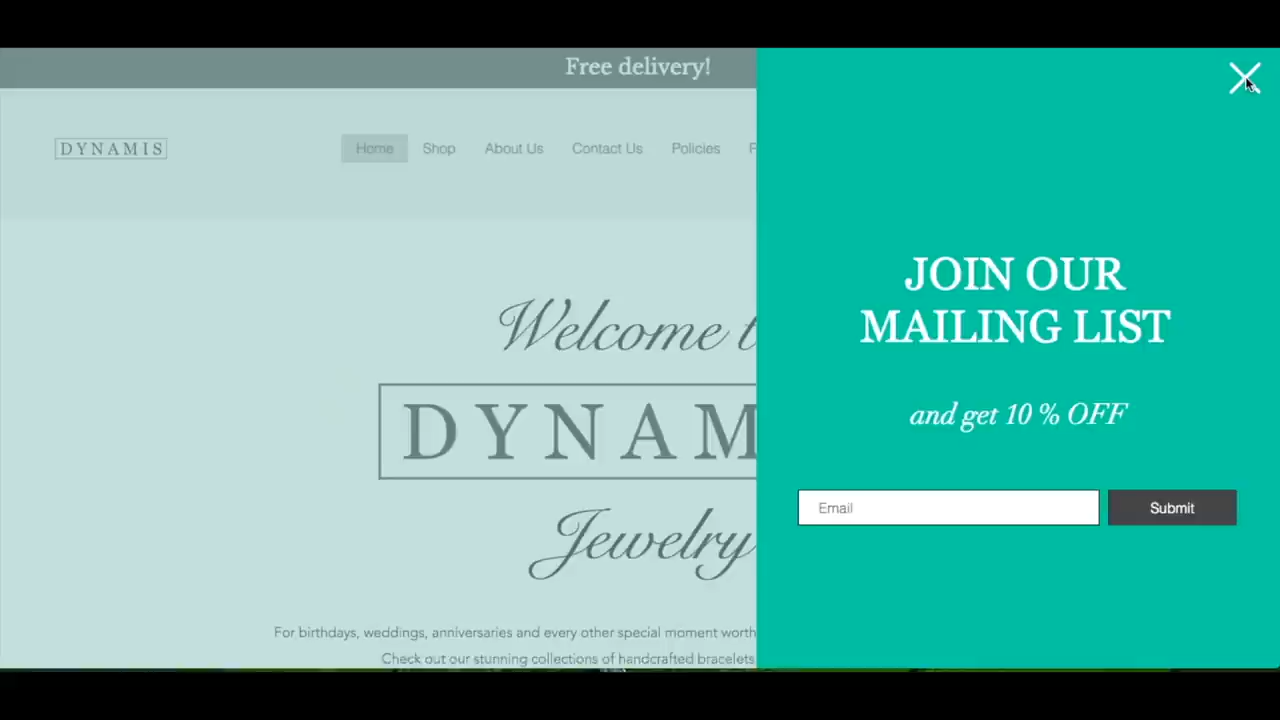 Free delivery!
DYNAMIS
Home Shop About Us Contact Us Policies
Welcome
DYNAM
Jewelry
For birthdays, weddings, anniversaries and every other special moment worth
Check out our stunning collections of handcrafted bracelets
JOIN OUR
MAILING LIST
and get 10 % OFF
Email
Submit